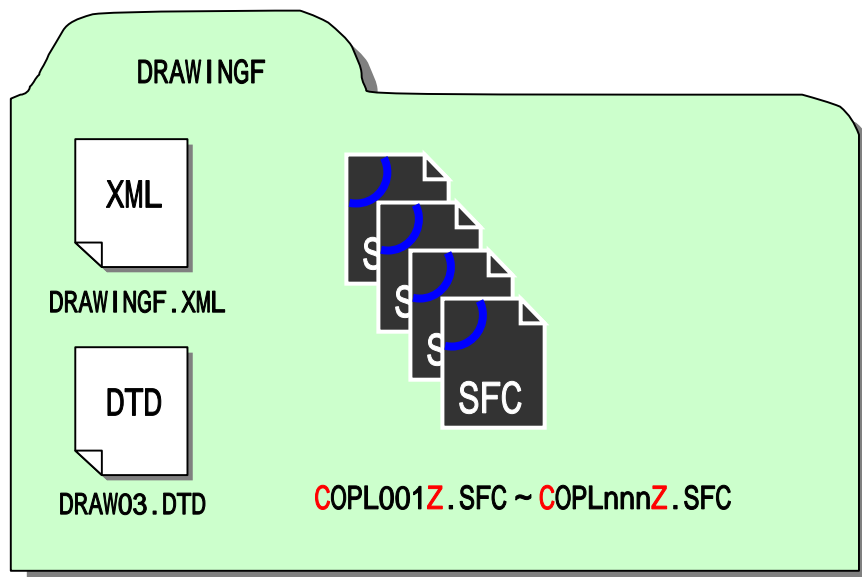 DRAWINGF
XML
DRAWINGF.XML
DTD
DRAW03.DTD
S
S
S
SFC
COPL001Z.SFC～COPLnnnZ.SFC